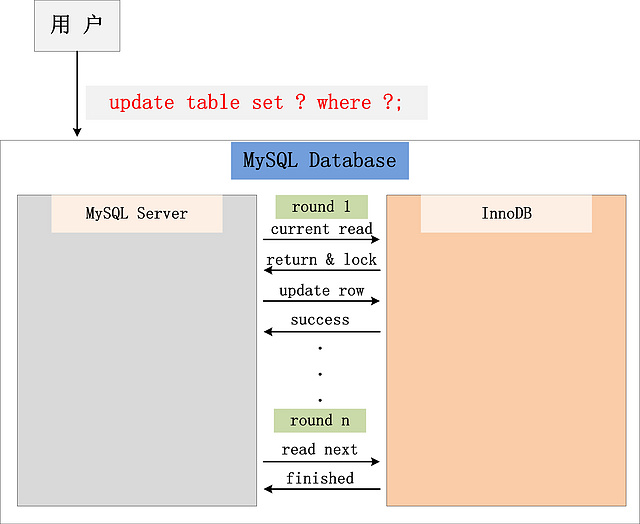 用 户
update table set ? where ?;
MySQL Database
MySQL Server
round 1
InnoDB
current read
return & lock
update row
success
.
.
.
round n
read next
finished